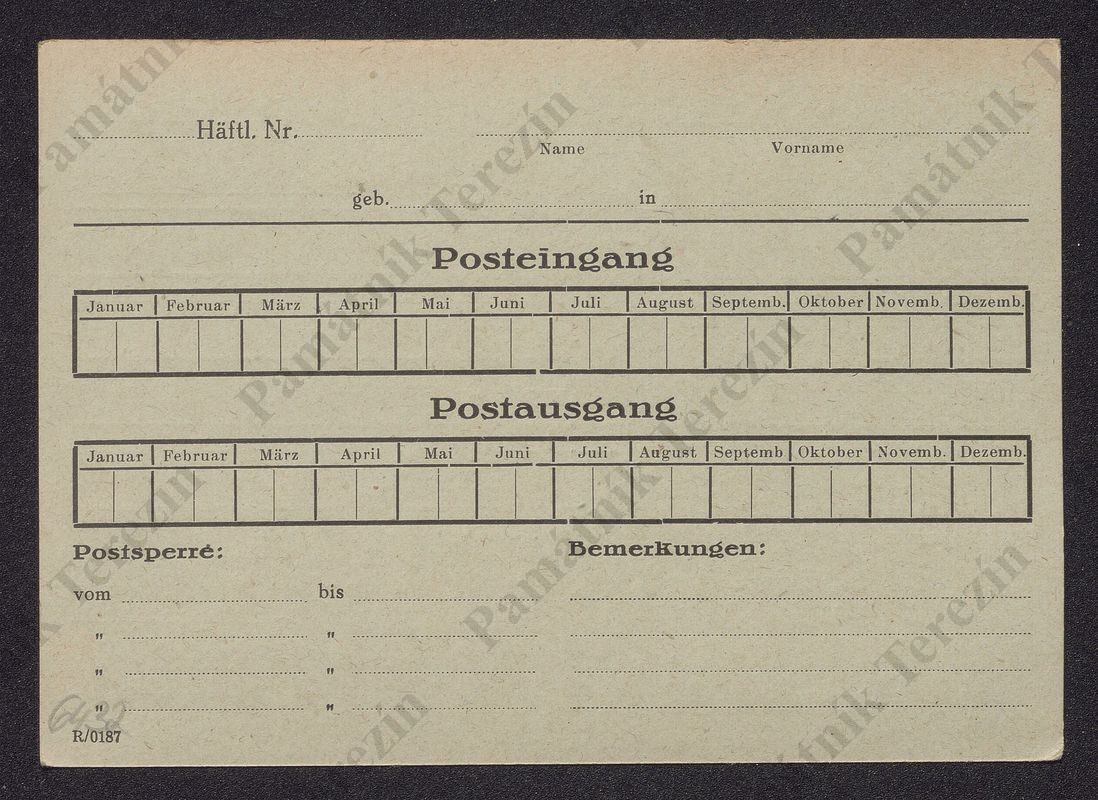 Häftl. Nr.
Name Vorname
geb. in
Posteingang
Januar Februar März April Mai Juni Juli August Septemb. Oktober Novemb. Dezemb.
Postausgang
Januar Februar März April Mai Juni Juli August Septemb Oktober Novemb. Dezemb.
Postsperre: Bemerkungen:
vom bis
" "
" "
" "
R/0187
Památník Terezín